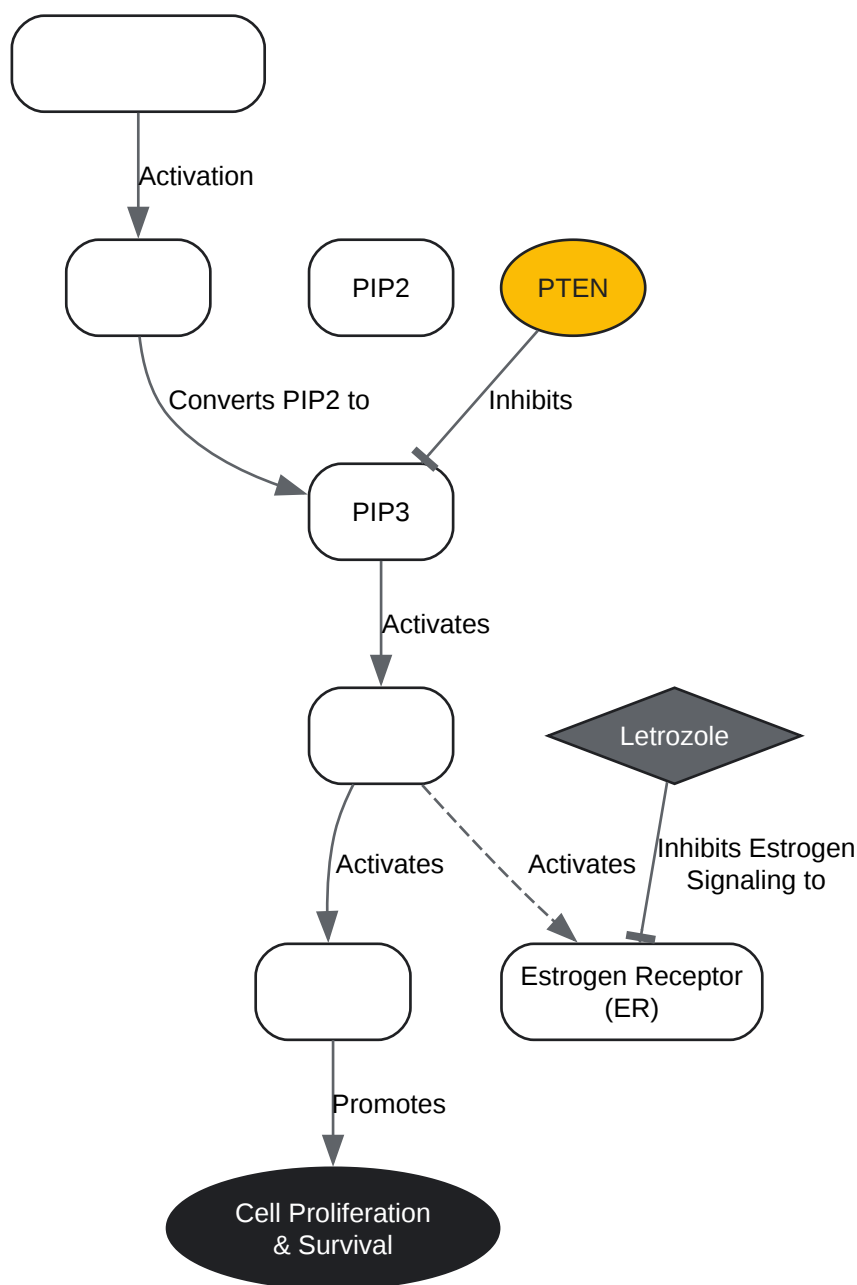 Activation
PIP2
PTEN
Converts PIP2 to
Inhibits
PIP3
Activates
Letrozole
Activates
Activates
Inhibits Estrogen
Signaling to
Estrogen Receptor
(ER)
Promotes
Cell Proliferation
& Survival